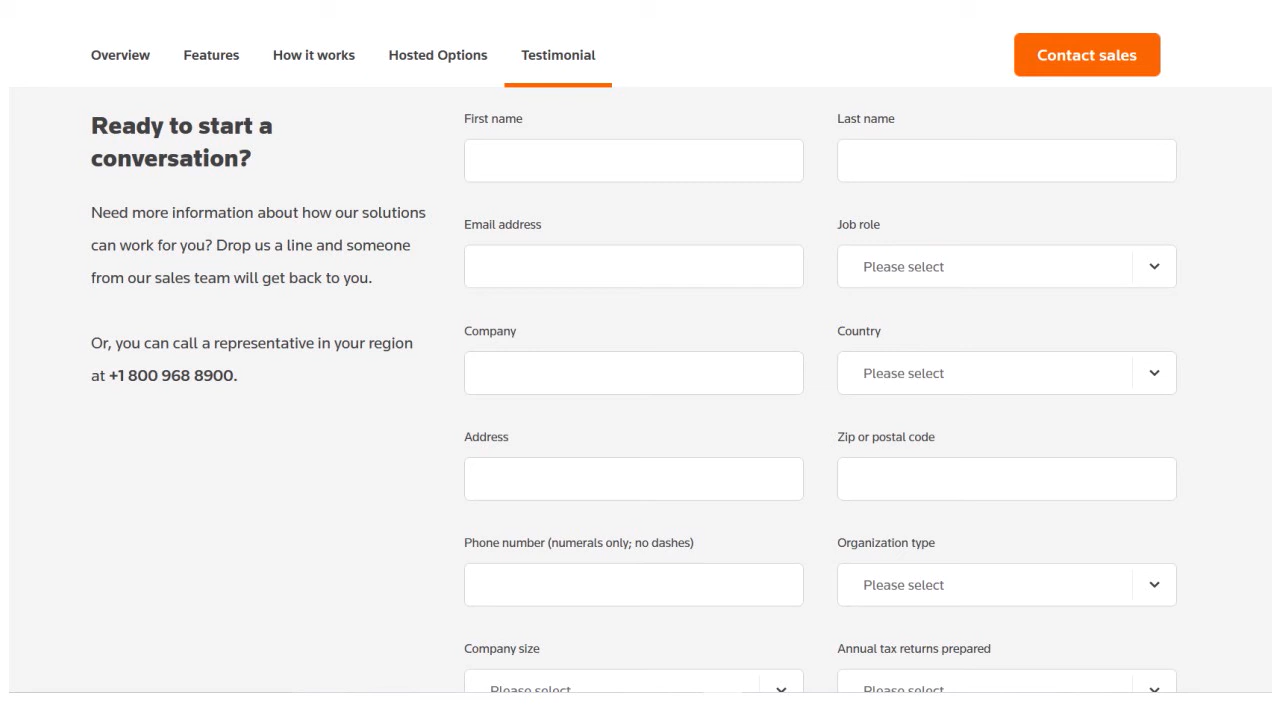 Overview Features How it works Hosted Options Testimonial Contact sales
Ready to start a
conversation?
Need more information about how our solutions
can work for you? Drop us a line and someone
from our sales team will get back to you.
Or, you can call a representative in your region
at +1 800 968 8900.
First name Last name
Email address Job role
Please select
Company Country
Please select
Address Zip or postal code
Phone number (numerals only; no dashes) Organization type
Please select
Company size Annual tax returns prepared
Please select Please select